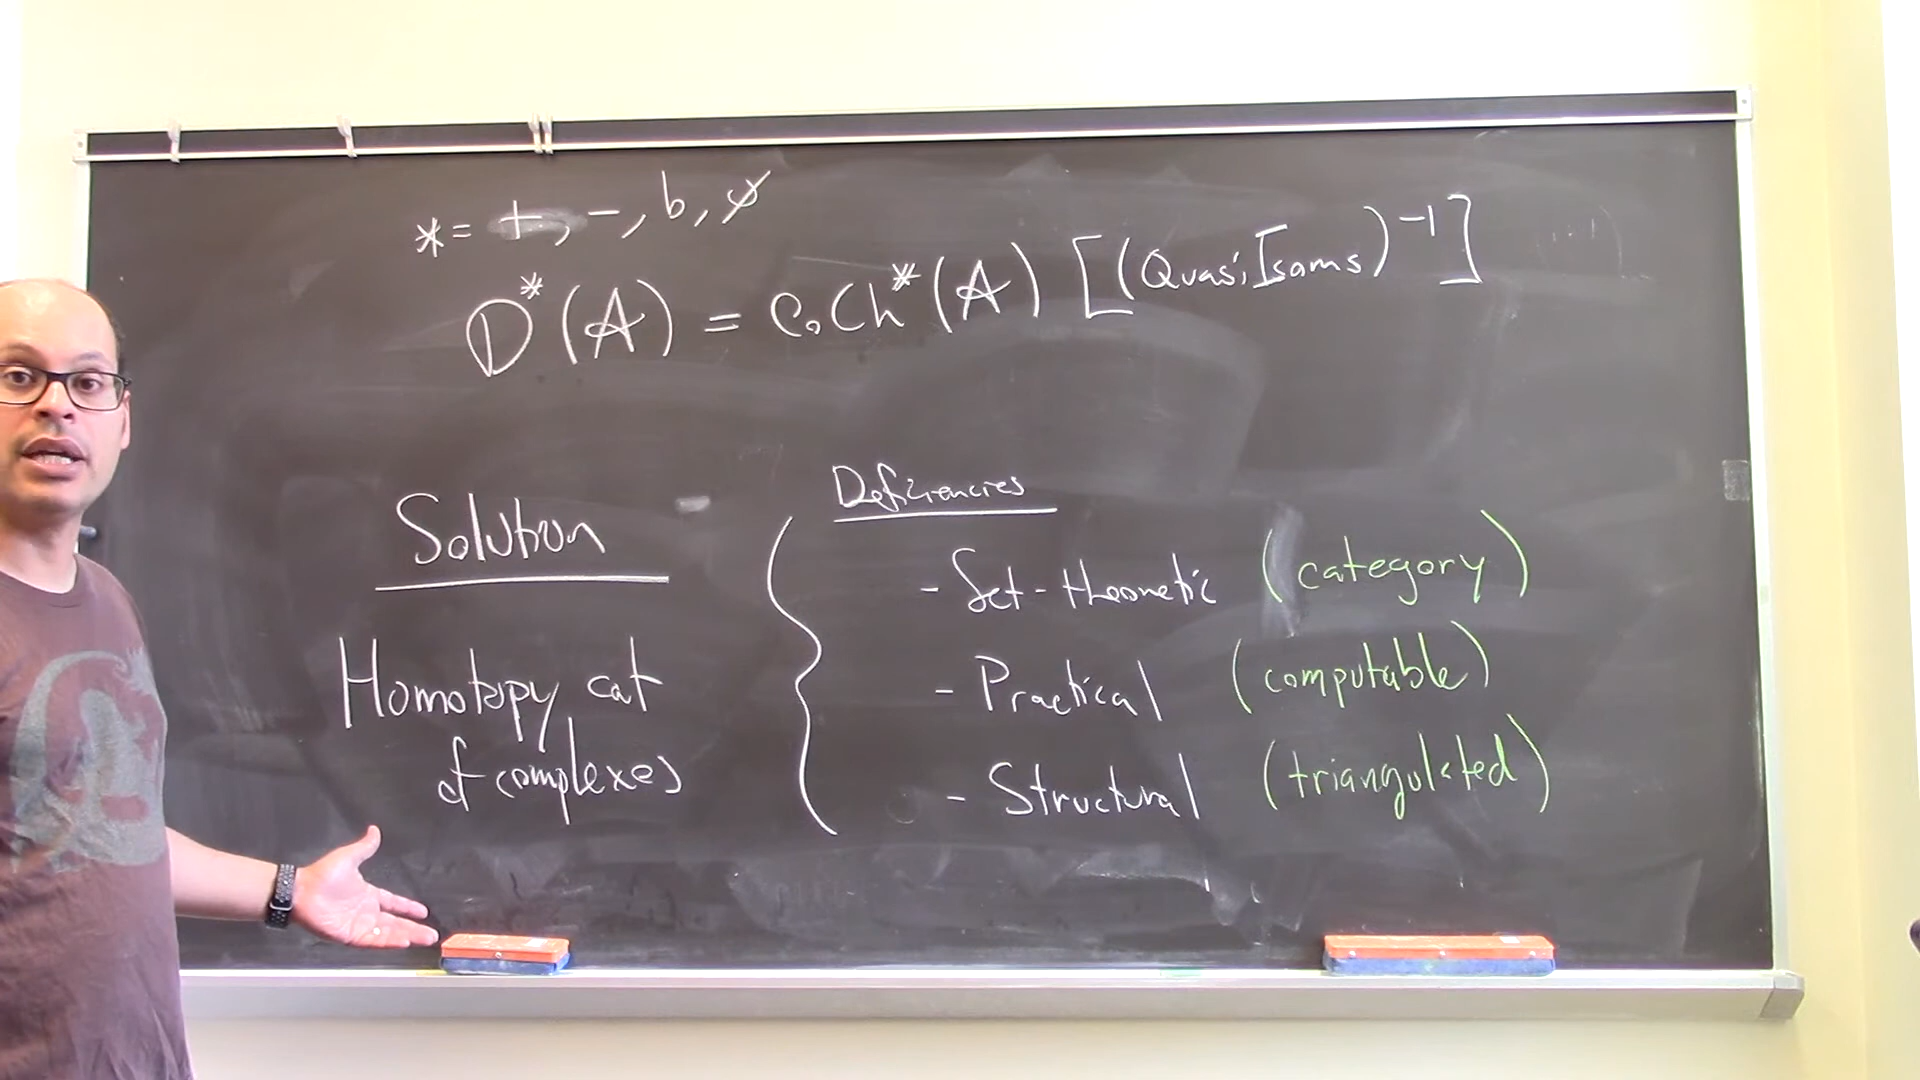 * = +, -, b, ∅
D*(A) = CoCh*(A) [(QuasiIsoms)⁻¹]
Solution
Homotopy cat
of complexes
Deficiencies
- Set-theoretic (category)
- Practical (computable)
- Structural (triangulated)